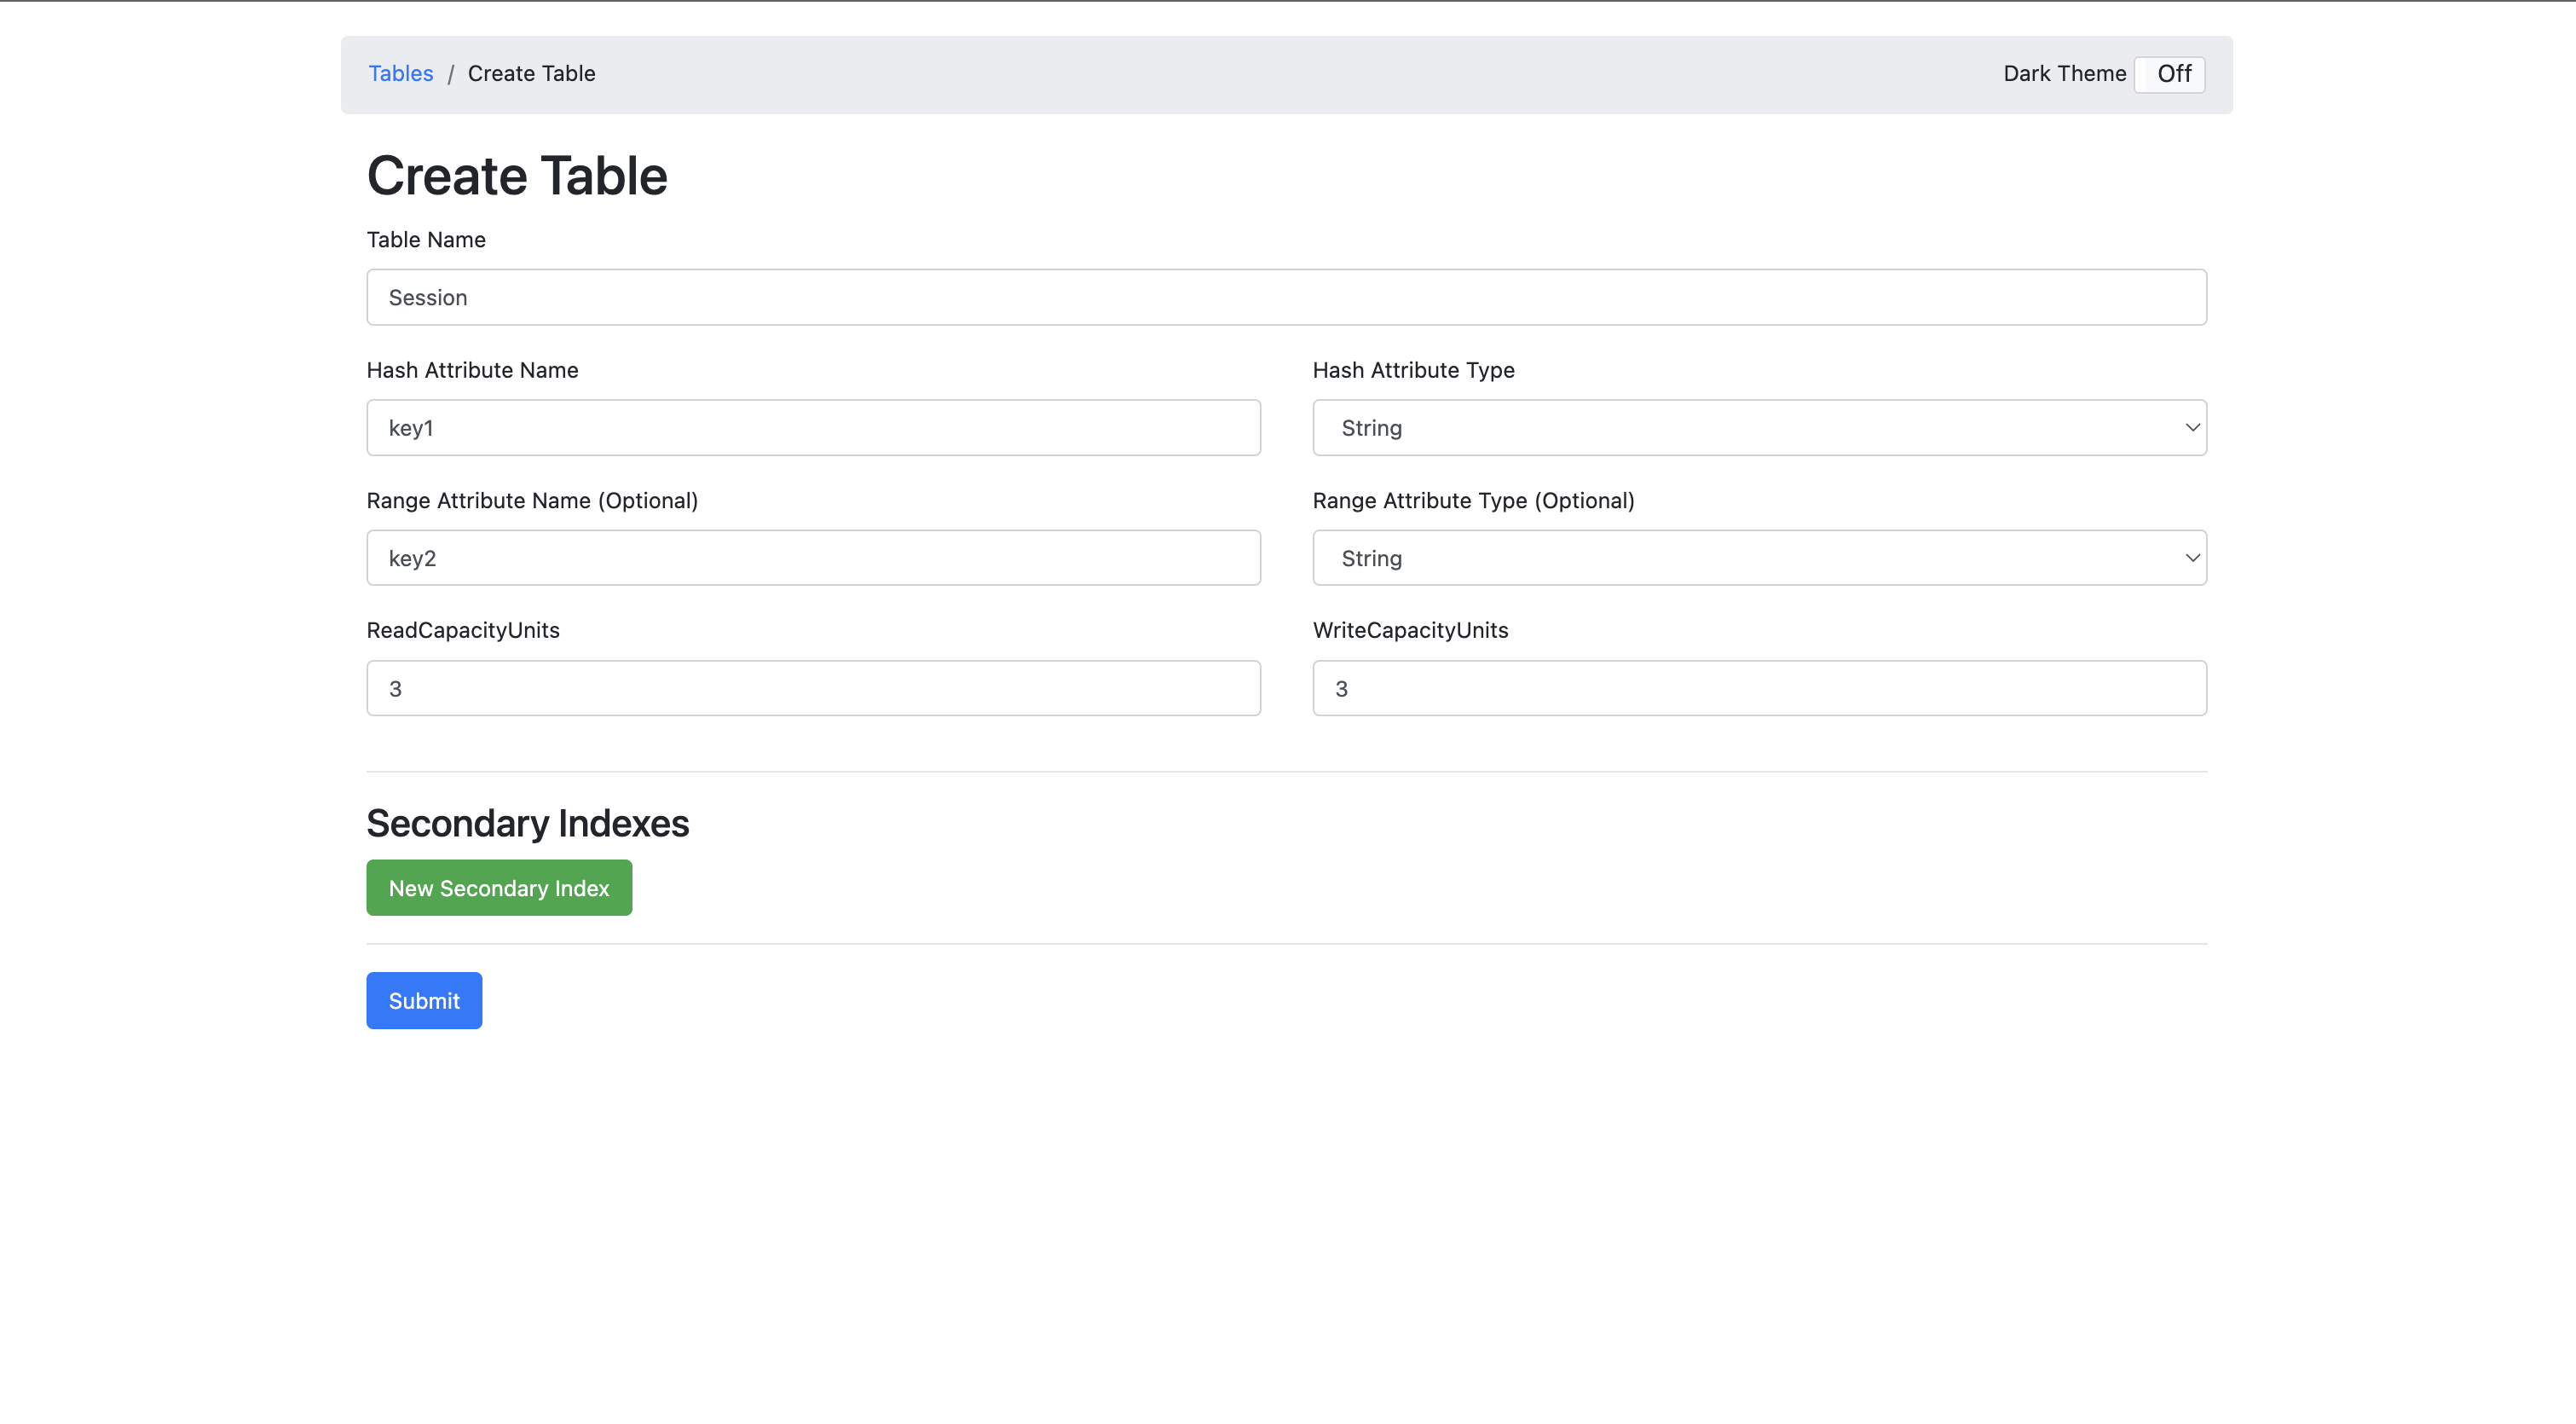 Tables / Create Table
Dark Theme Off
Create Table
Table Name
Session
Hash Attribute Name
Hash Attribute Type
key1
String
Range Attribute Name (Optional)
Range Attribute Type (Optional)
key2
String
ReadCapacityUnits
WriteCapacityUnits
3
3
Secondary Indexes
New Secondary Index
Submit